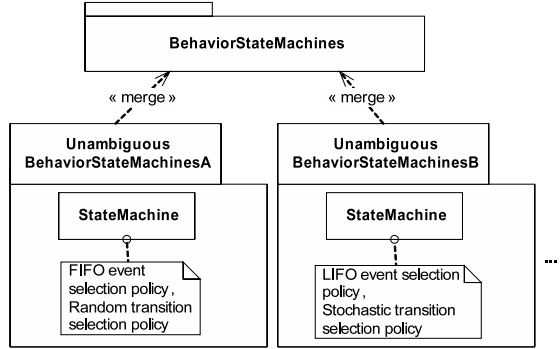 BehaviorStateMachines
« merge »
« merge »
Unambiguous
BehaviorStateMachinesA
Unambiguous
BehaviorStateMachinesB
StateMachine
StateMachine
FIFO event
selection policy,
Random transition
selection policy
LIFO event selection
policy,
Stochastic transition
selection policy
...